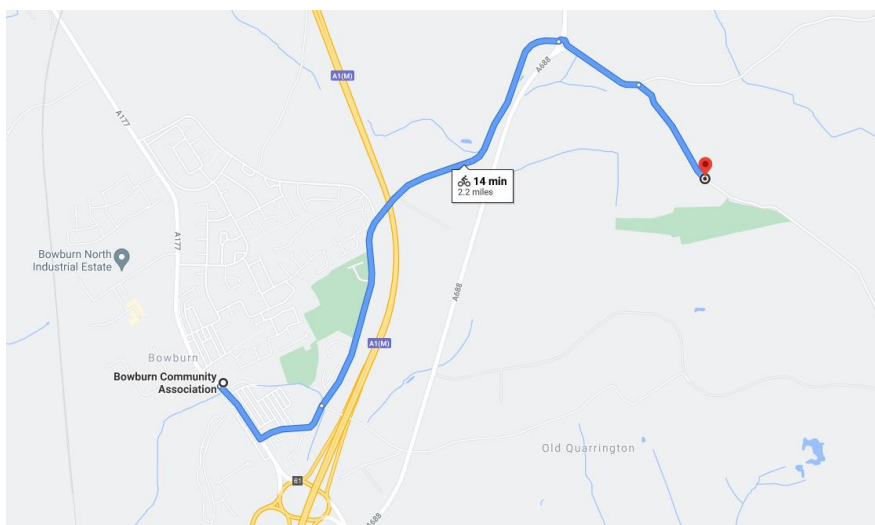 A1(M)
A688
A177
14 min
2.2 miles
A177
Bowburn North
Industrial Estate
A688
A1(M)
Bowburn
Bowburn Community
Association
Old Quarrington
61
A688